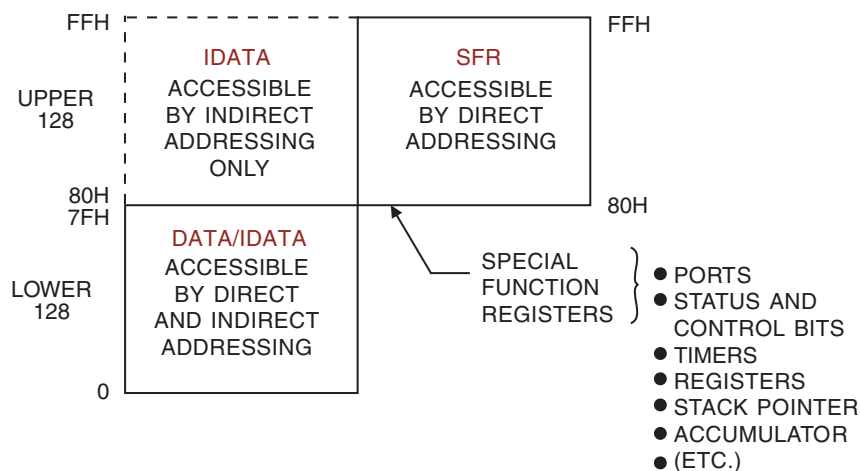 FFH
UPPER
128
80H
7FH
LOWER
128
0
IDATA
ACCESSIBLE
BY INDIRECT
ADDRESSING
ONLY
SFR
ACCESSIBLE
BY DIRECT
ADDRESSING
FFH
80H
DATA/IDATA
ACCESSIBLE
BY DIRECT
AND INDIRECT
ADDRESSING
SPECIAL
FUNCTION
REGISTERS
● PORTS
● STATUS AND
CONTROL BITS
● TIMERS
● REGISTERS
● STACK POINTER
● ACCUMULATOR
● (ETC.)